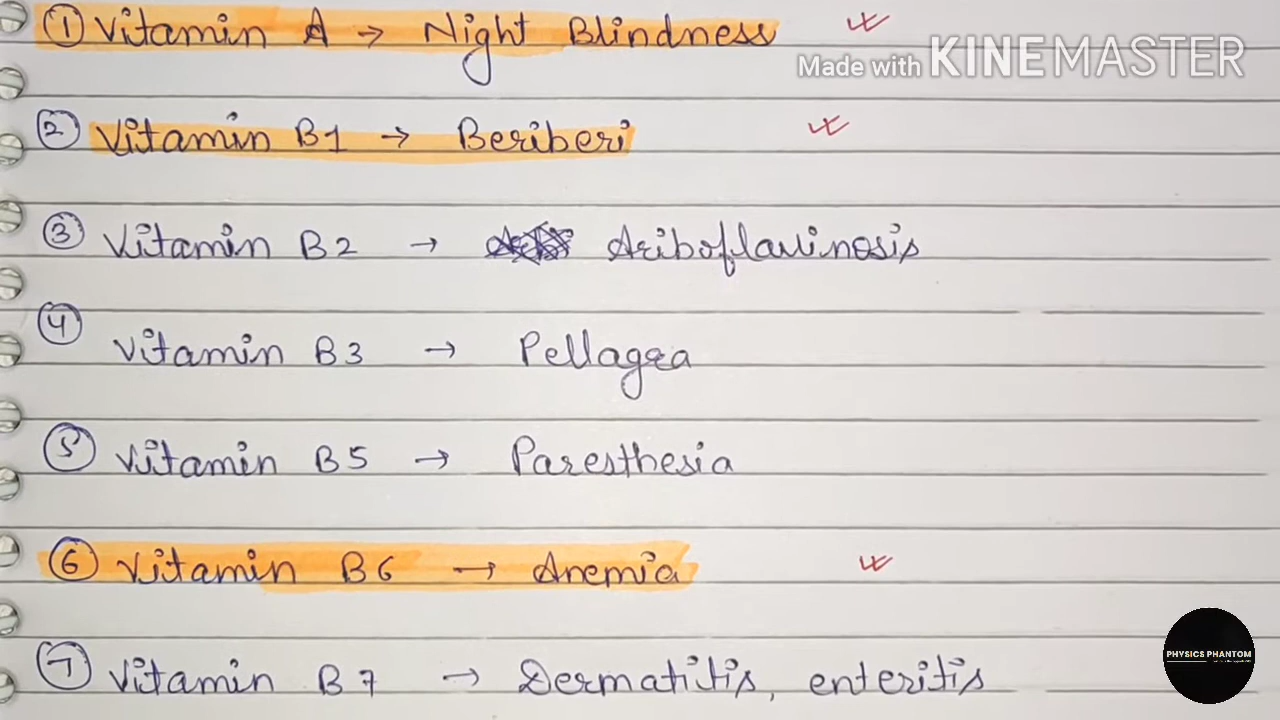 ① Vitamin A → Night Blindness
Made with KINEMASTER
② Vitamin B1 → Beriberi
③ Vitamin B2 → Ariboflavinosis
④ Vitamin B3 → Pellagra
⑤ Vitamin B5 → Paresthesia
⑥ Vitamin B6 → Anemia
⑦ Vitamin B7 → Dermatitis, enteritis
PHYSICS PHANTOM